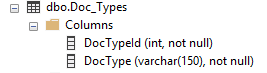 dbo.Doc_Types
Columns
DocTypeId (int, not null)
DocType (varchar(150), not null)